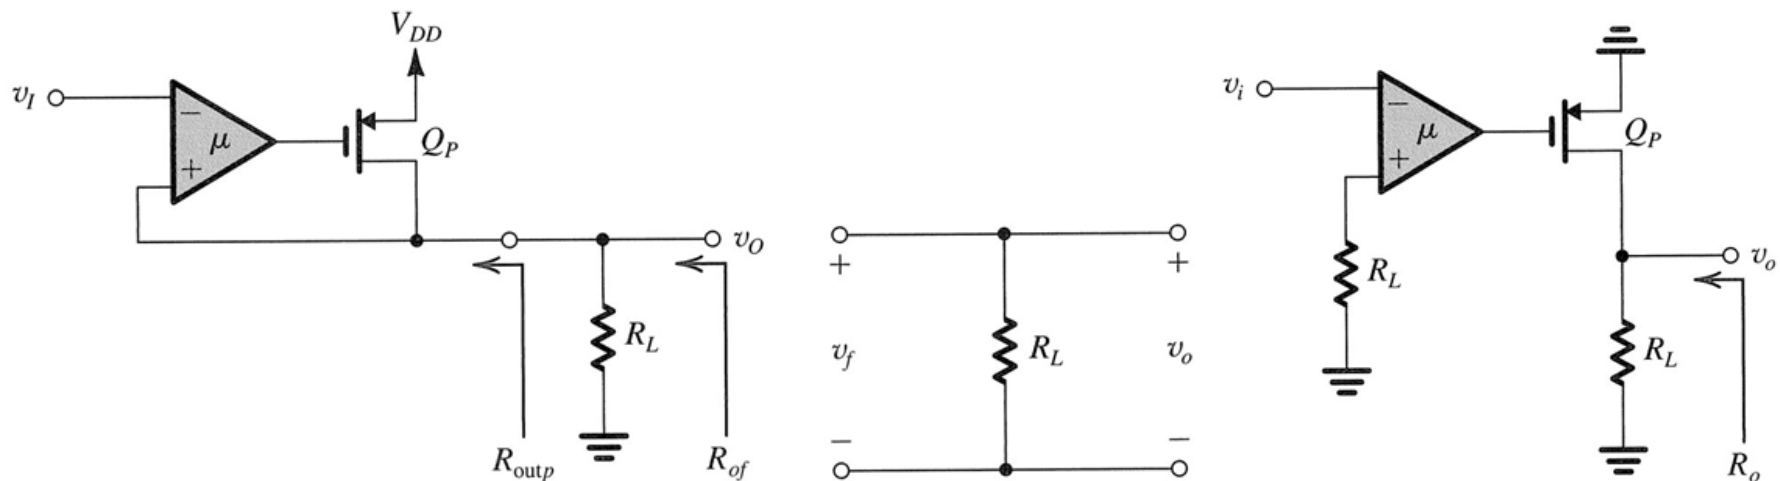 V_DD
v_I
−
μ
+
Q_P
v_O
R_L
R_outp
R_of
+
+
v_f
R_L
v_o
−
−
v_i
−
μ
+
Q_P
R_L
v_o
R_L
R_o